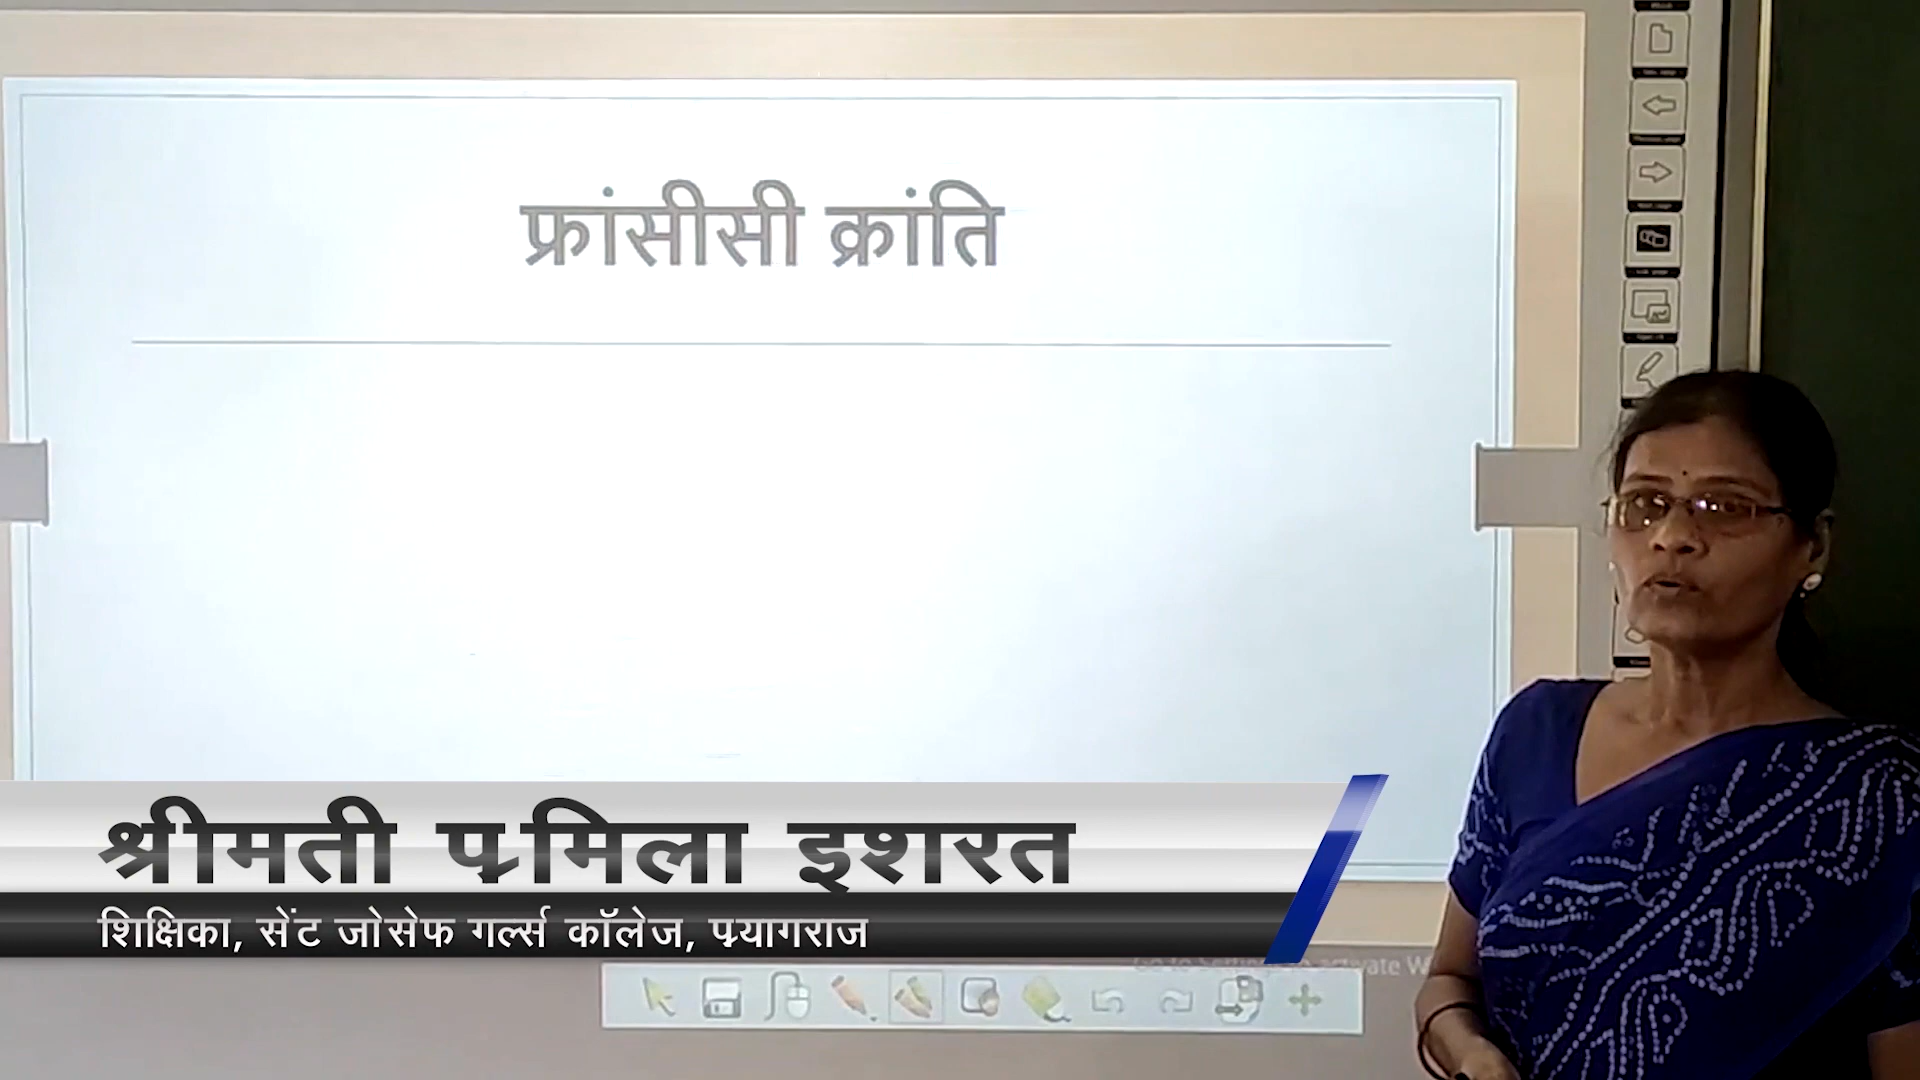 फ्रांसीसी क्रांति
श्रीमती प्रमिला इशरत
शिक्षिका, सेंट जोसेफ गर्ल्स कॉलेज, प्रयागराज